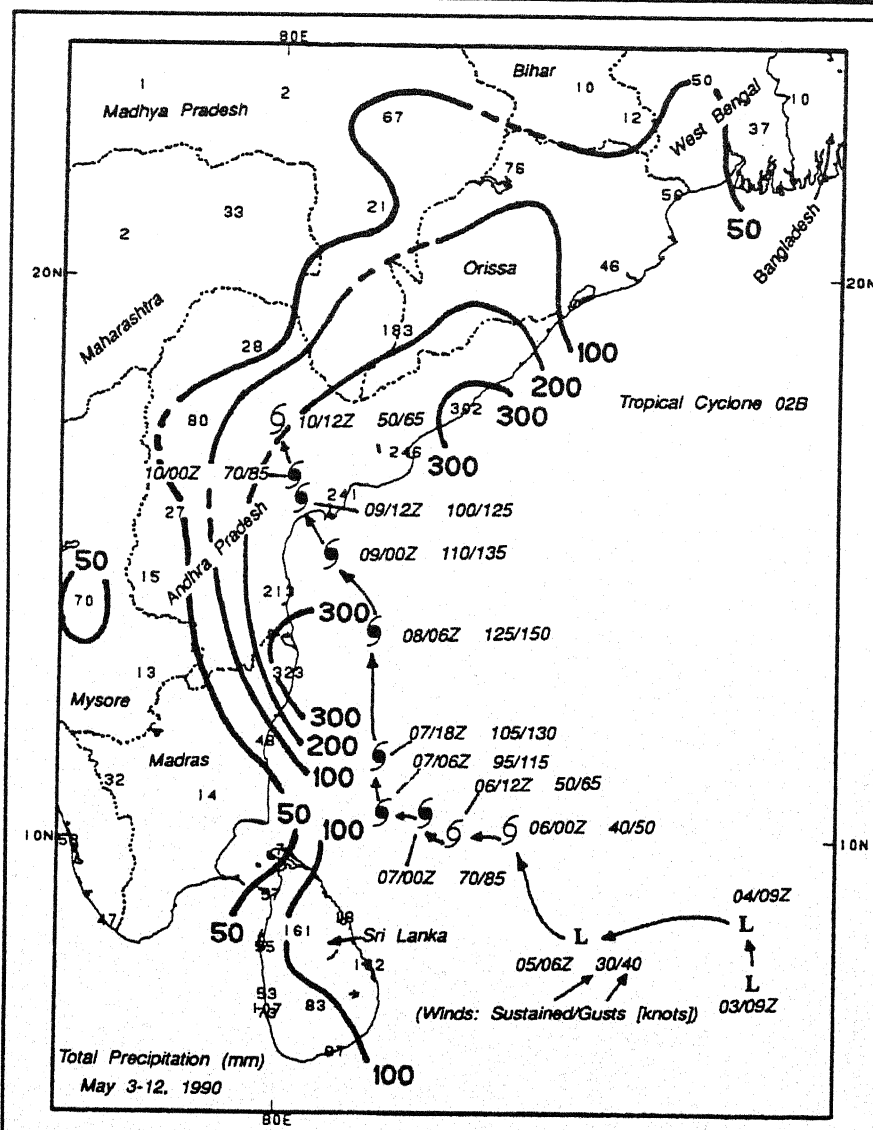 80E
Bihar
1
2
10
50
Madhya Pradesh
67
12
West Bengal
10
37
76
50
21
33
2
50
Bangladesh
20N
Orissa
46
20N
Maharashtra
28
183
100
200
80
10/12Z 50/65
302
300
Tropical Cyclone 02B
246
300
10/00Z 70/85
241
27
09/12Z 100/125
Andhra Pradesh
09/00Z 110/135
50
15
70
213
300
08/06Z 125/150
13
323
Mysore
300
07/18Z 105/130
48
200
Madras
100
07/06Z 95/115
32
14
06/12Z 50/65
50
100
06/00Z 40/50
10N
10N
07/00Z 70/85
04/09Z
47
50
161
L
L
Sri Lanka
05/06Z 30/40
L
53
83
(Winds: Sustained/Gusts [knots])
03/09Z
Total Precipitation (mm)
100
May 3-12, 1990
80E